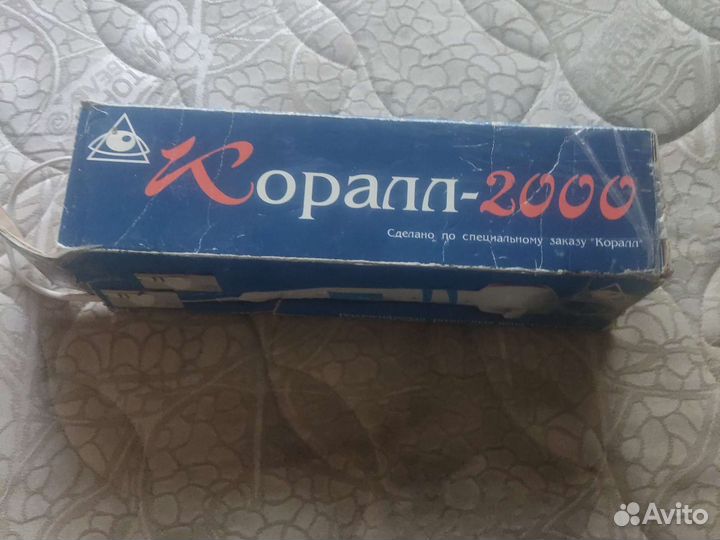 Коралл-2000
Сделано по специальному заказу "Коралл"
Avito